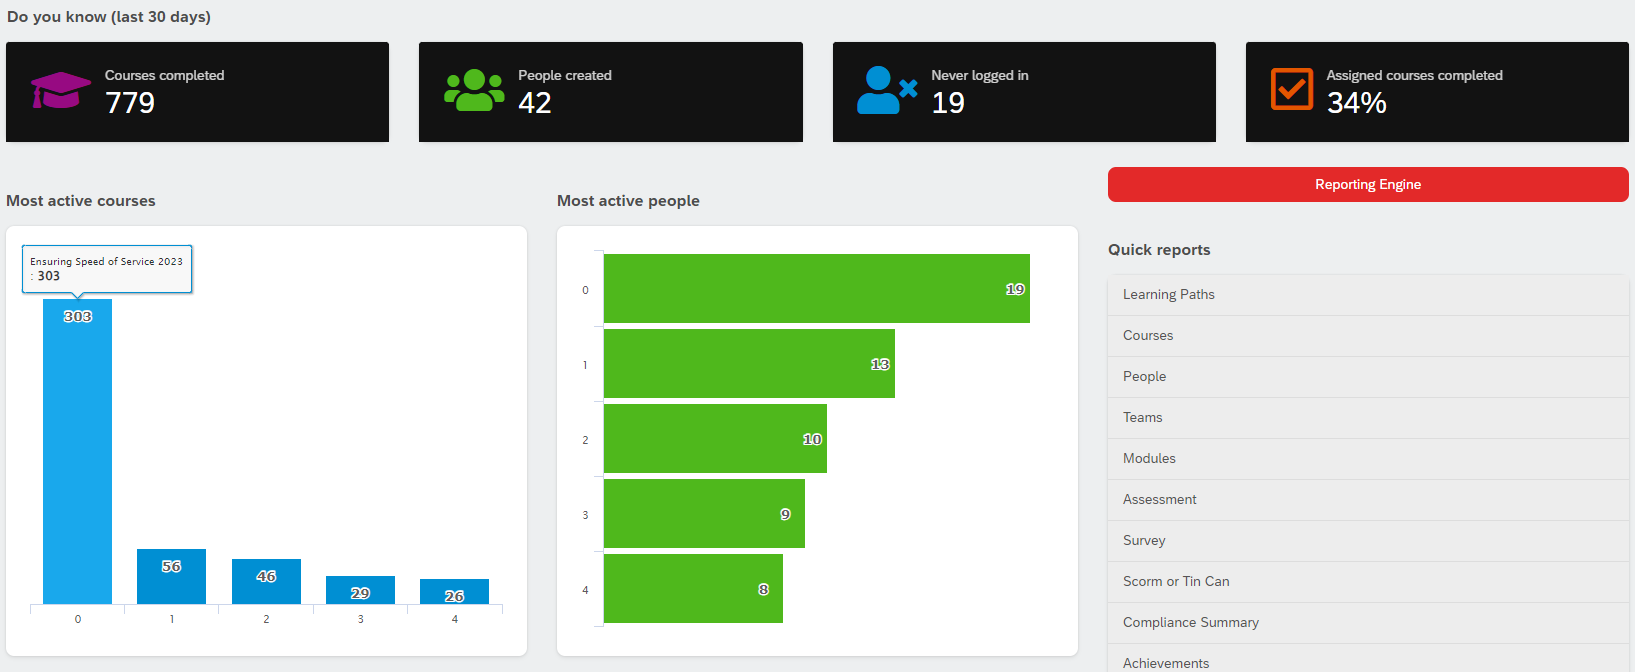 Do you know (last 30 days)
Courses completed
779
People created
42
Never logged in
19
Assigned courses completed
34%
Most active courses
Ensuring Speed of Service 2023
: 303
303
56
46
29
26
0
1
2
3
4
Most active people
0
19
1
13
2
10
3
9
4
8
Reporting Engine
Quick reports
Learning Paths
Courses
People
Teams
Modules
Assessment
Survey
Scorm or Tin Can
Compliance Summary
Achievements